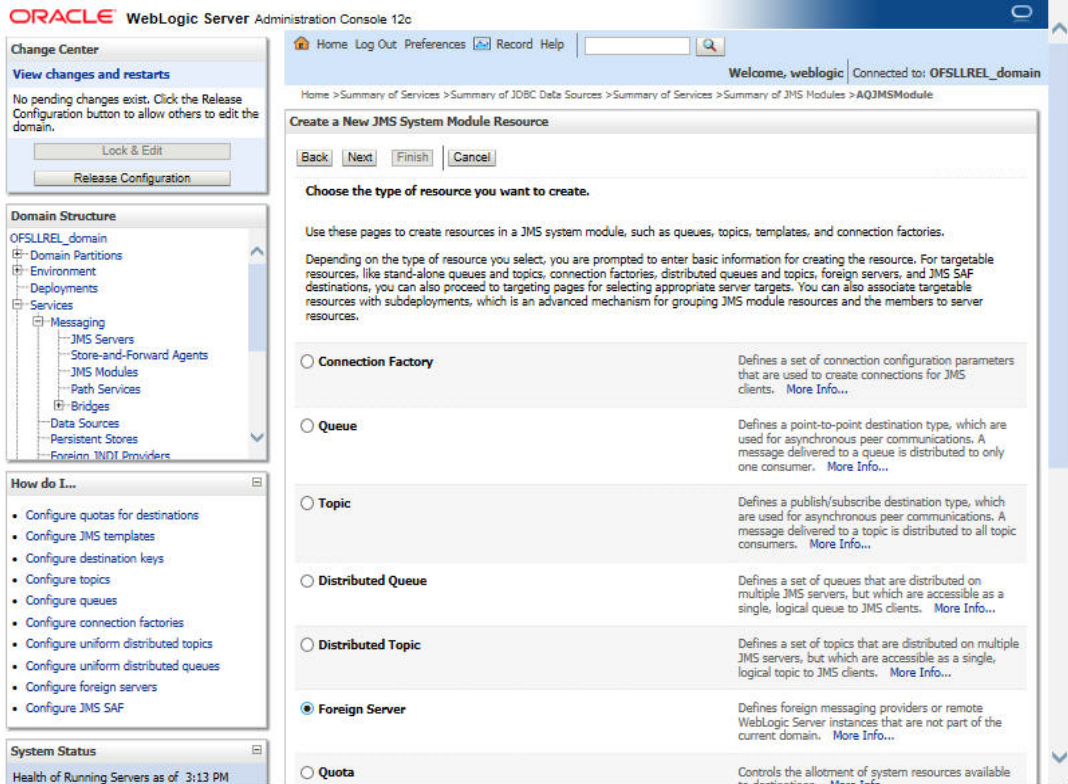 ORACLE WebLogic Server Administration Console 12c
Change Center
View changes and restarts
No pending changes exist. Click the Release
Configuration button to allow others to edit the
domain.
Lock & Edit
Release Configuration
Domain Structure
OFSLLREL_domain
Domain Partitions
Environment
Deployments
Services
Messaging
JMS Servers
Store-and-Forward Agents
JMS Modules
Path Services
Bridges
Data Sources
Persistent Stores
Foreign JNDI Providers
How do I...
Configure quotas for destinations
Configure JMS templates
Configure destination keys
Configure topics
Configure queues
Configure connection factories
Configure uniform distributed topics
Configure uniform distributed queues
Configure foreign servers
Configure JMS SAF
System Status
Health of Running Servers as of 3:13 PM
Home Log Out Preferences Record Help
Welcome, weblogic Connected to: OFSLLREL_domain
Home >Summary of Services >Summary of JDBC Data Sources >Summary of Services >Summary of JMS Modules >AQJMSModule
Create a New JMS System Module Resource
Back Next Finish Cancel
Choose the type of resource you want to create.
Use these pages to create resources in a JMS system module, such as queues, topics, templates, and connection factories.
Depending on the type of resource you select, you are prompted to enter basic information for creating the resource. For targetable
resources, like stand-alone queues and topics, connection factories, distributed queues and topics, foreign servers, and JMS SAF
destinations, you can also proceed to targeting pages for selecting appropriate server targets. You can also associate targetable
resources with subdeployments, which is an advanced mechanism for grouping JMS module resources and the members to server
resources.
Connection Factory
Defines a set of connection configuration parameters
that are used to create connections for JMS
clients. More Info...
Queue
Defines a point-to-point destination type, which are
used for asynchronous peer communications. A
message delivered to a queue is distributed to only
one consumer. More Info...
Topic
Defines a publish/subscribe destination type, which
are used for asynchronous peer communications. A
message delivered to a topic is distributed to all topic
consumers. More Info...
Distributed Queue
Defines a set of queues that are distributed on
multiple JMS servers, but which are accessible as a
single, logical queue to JMS clients. More Info...
Distributed Topic
Defines a set of topics that are distributed on multiple
JMS servers, but which are accessible as a single,
logical topic to JMS clients. More Info...
Foreign Server
Defines foreign messaging providers or remote
WebLogic Server instances that are not part of the
current domain. More Info...
Quota
Controls the allotment of system resources available
to destinations. More Info...